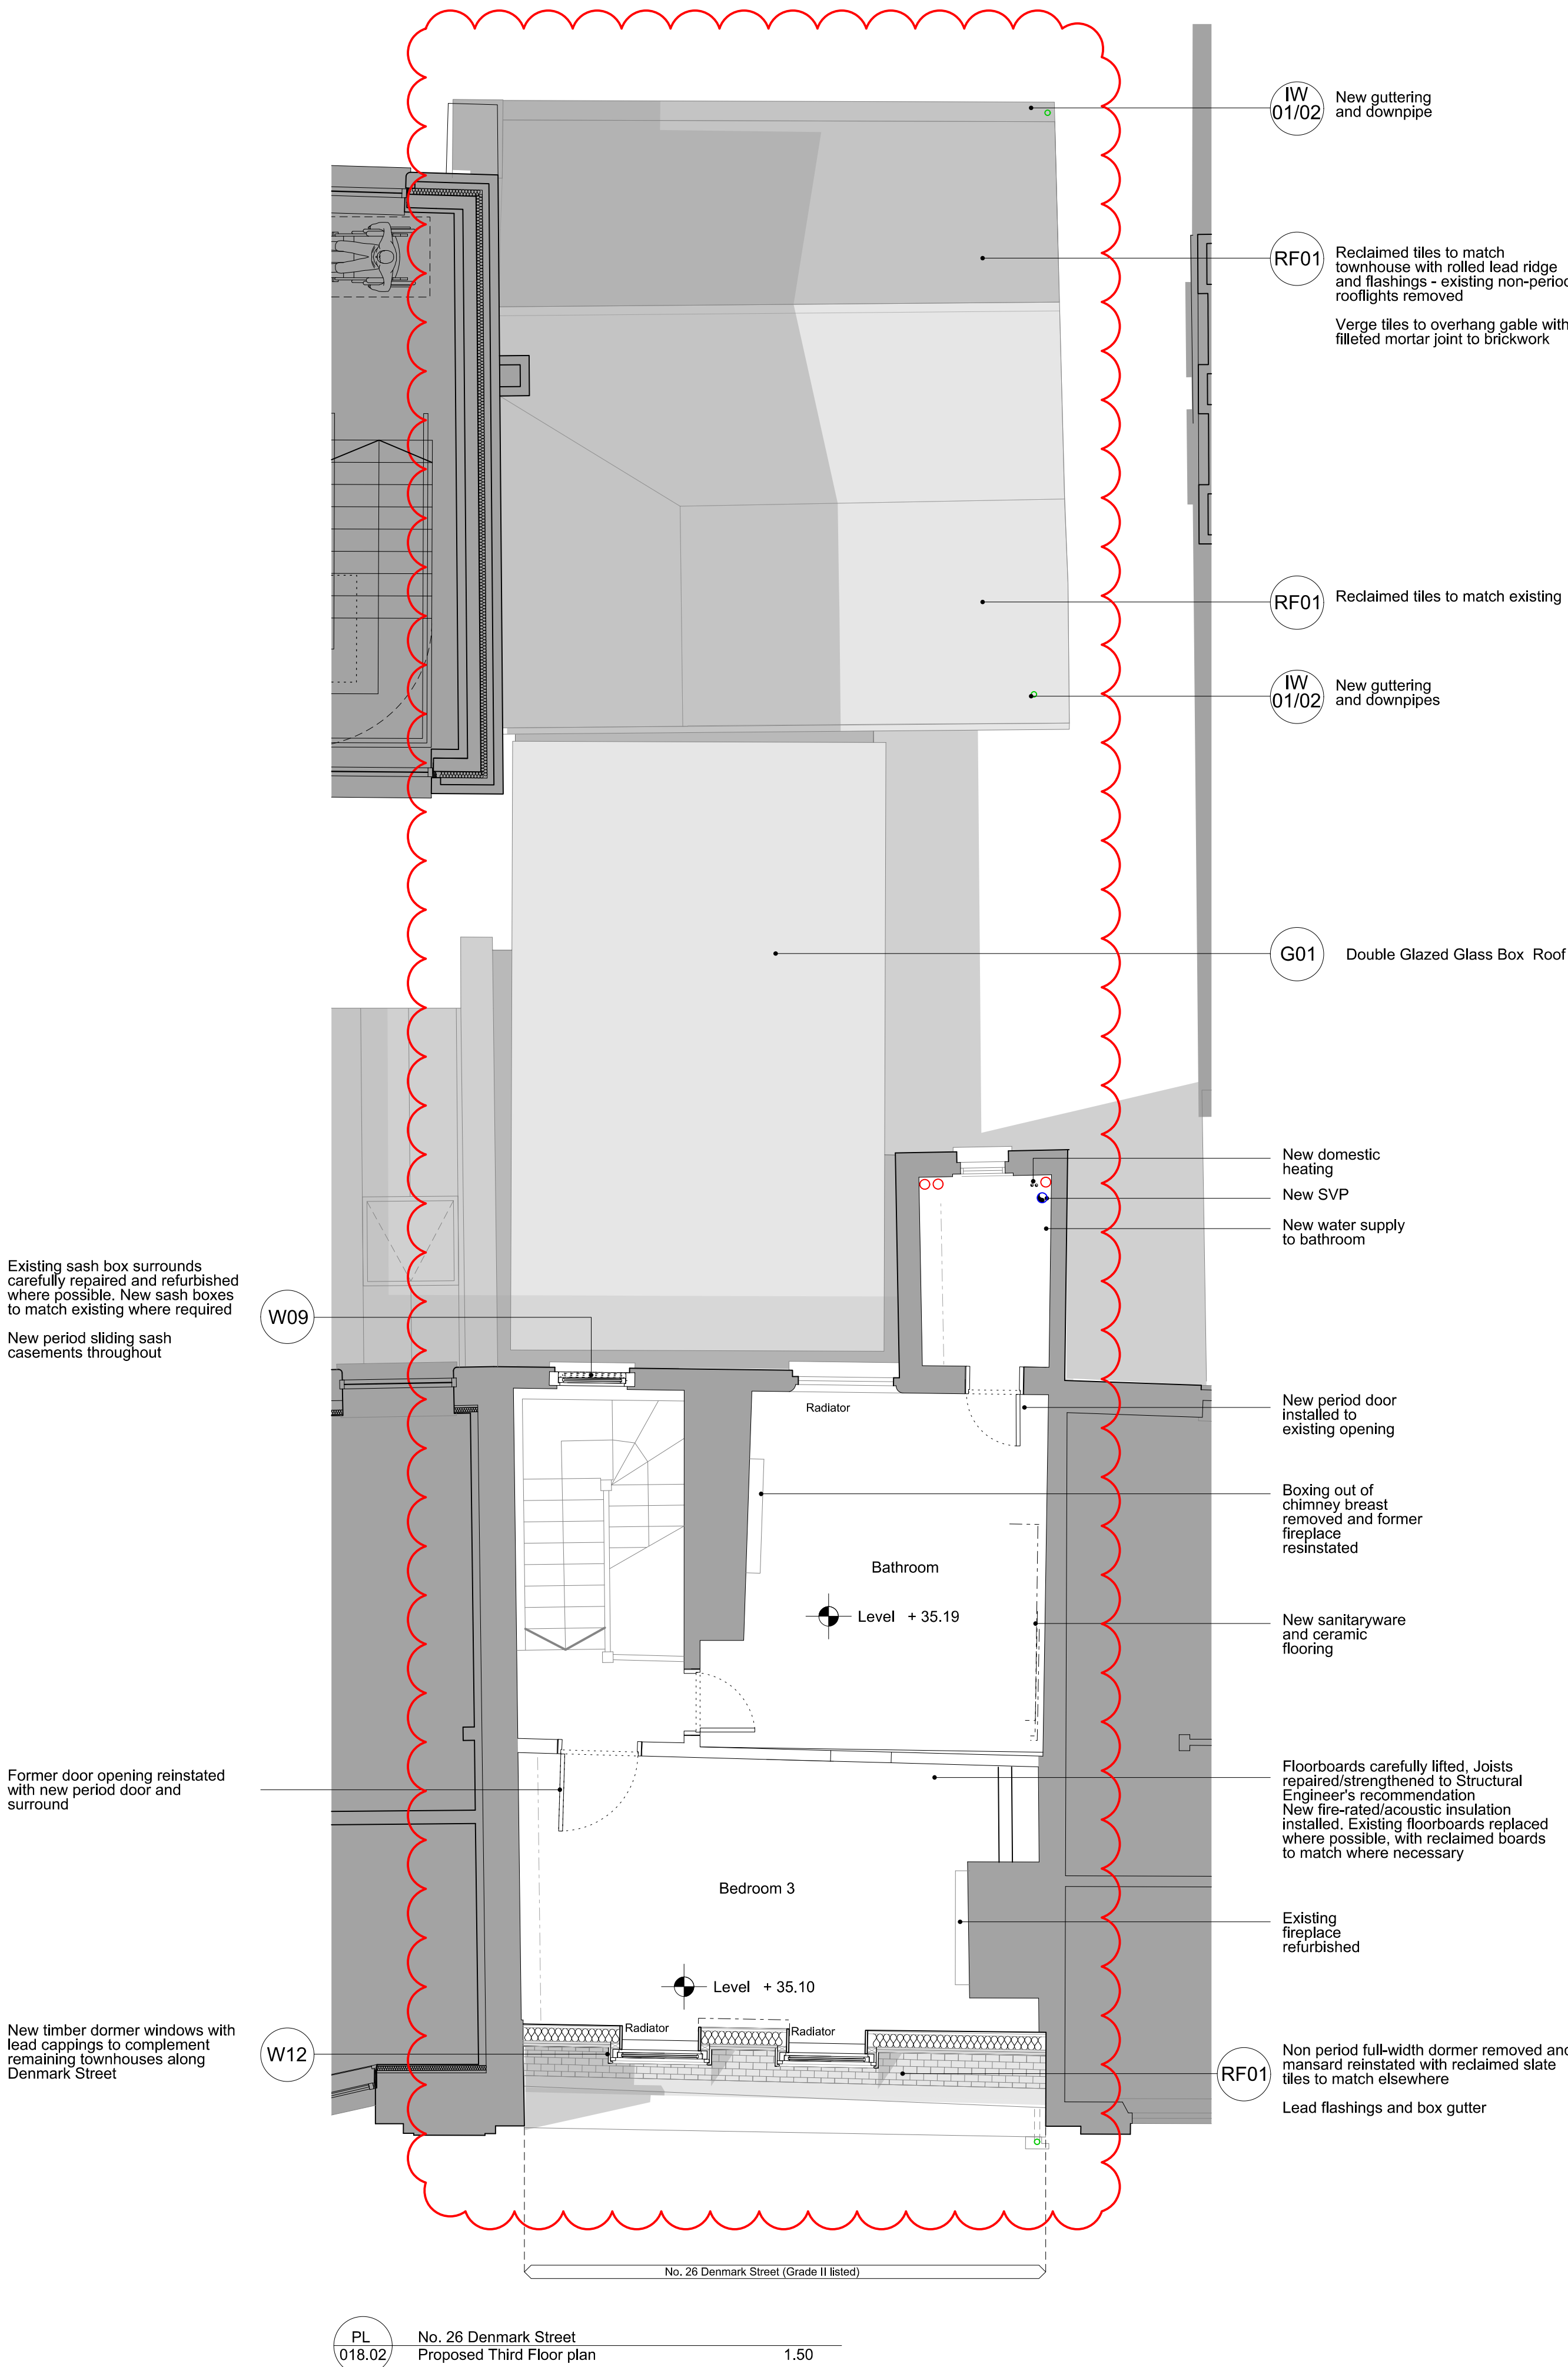 IW
01/02
New guttering
and downpipe
RF01
Reclaimed tiles to match
townhouse with rolled lead ridge
and flashings - existing non-period
rooflights removed
Verge tiles to overhang gable with
filleted mortar joint to brickwork
RF01
Reclaimed tiles to match existing
IW
01/02
New guttering
and downpipes
G01
Double Glazed Glass Box Roof
New domestic
heating
New SVP
New water supply
to bathroom
Existing sash box surrounds
carefully repaired and refurbished
where possible. New sash boxes
to match existing where required
New period sliding sash
casements throughout
W09
Radiator
New period door
installed to
existing opening
Boxing out of
chimney breast
removed and former
fireplace
resinstated
Bathroom
Level + 35.19
New sanitaryware
and ceramic
flooring
Former door opening reinstated
with new period door and
surround
Floorboards carefully lifted, Joists
repaired/strengthened to Structural
Engineer's recommendation
New fire-rated/acoustic insulation
installed. Existing floorboards replaced
where possible, with reclaimed boards
to match where necessary
Bedroom 3
Existing
fireplace
refurbished
Level + 35.10
Radiator
Radiator
New timber dormer windows with
lead cappings to complement
remaining townhouses along
Denmark Street
W12
RF01
Non period full-width dormer removed and
mansard reinstated with reclaimed slate
tiles to match elsewhere
Lead flashings and box gutter
No. 26 Denmark Street (Grade II listed)
PL
018.02
No. 26 Denmark Street
Proposed Third Floor plan 1.50